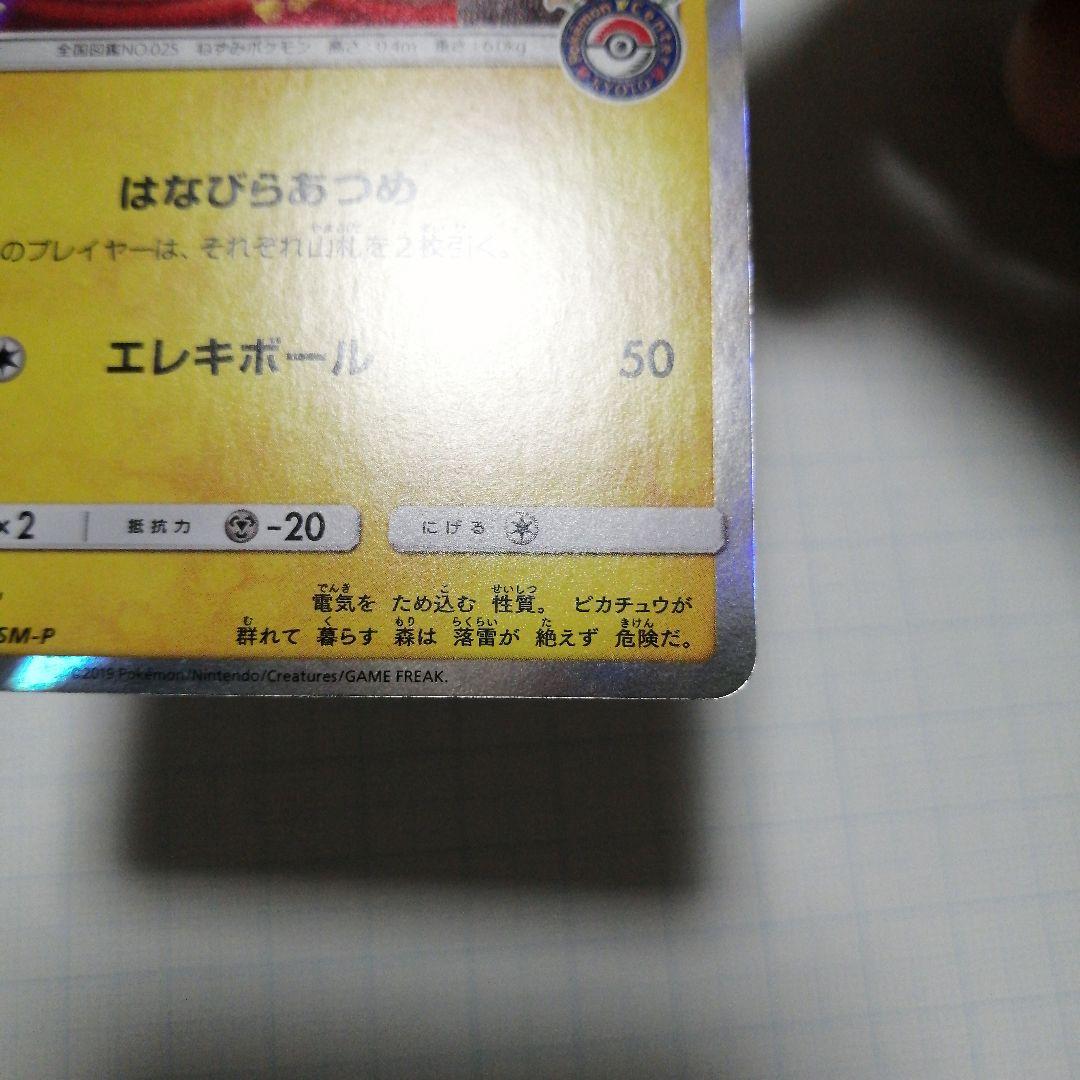 全国図鑑NO.025 ねずみポケモン 高さ:0.4m 重さ:6.0kg
Pokémon Center
KYOTO
はなびらあつめ
のプレイヤーは、それぞれ山札を2枚引く。
エレキボール 50
×2 抵抗力 -20 にげる
電気を ため込む 性質。 ピカチュウが
SM-P 群れて 暮らす 森は 落雷が 絶えず 危険だ。
©2019 Pokémon/Nintendo/Creatures/GAME FREAK.